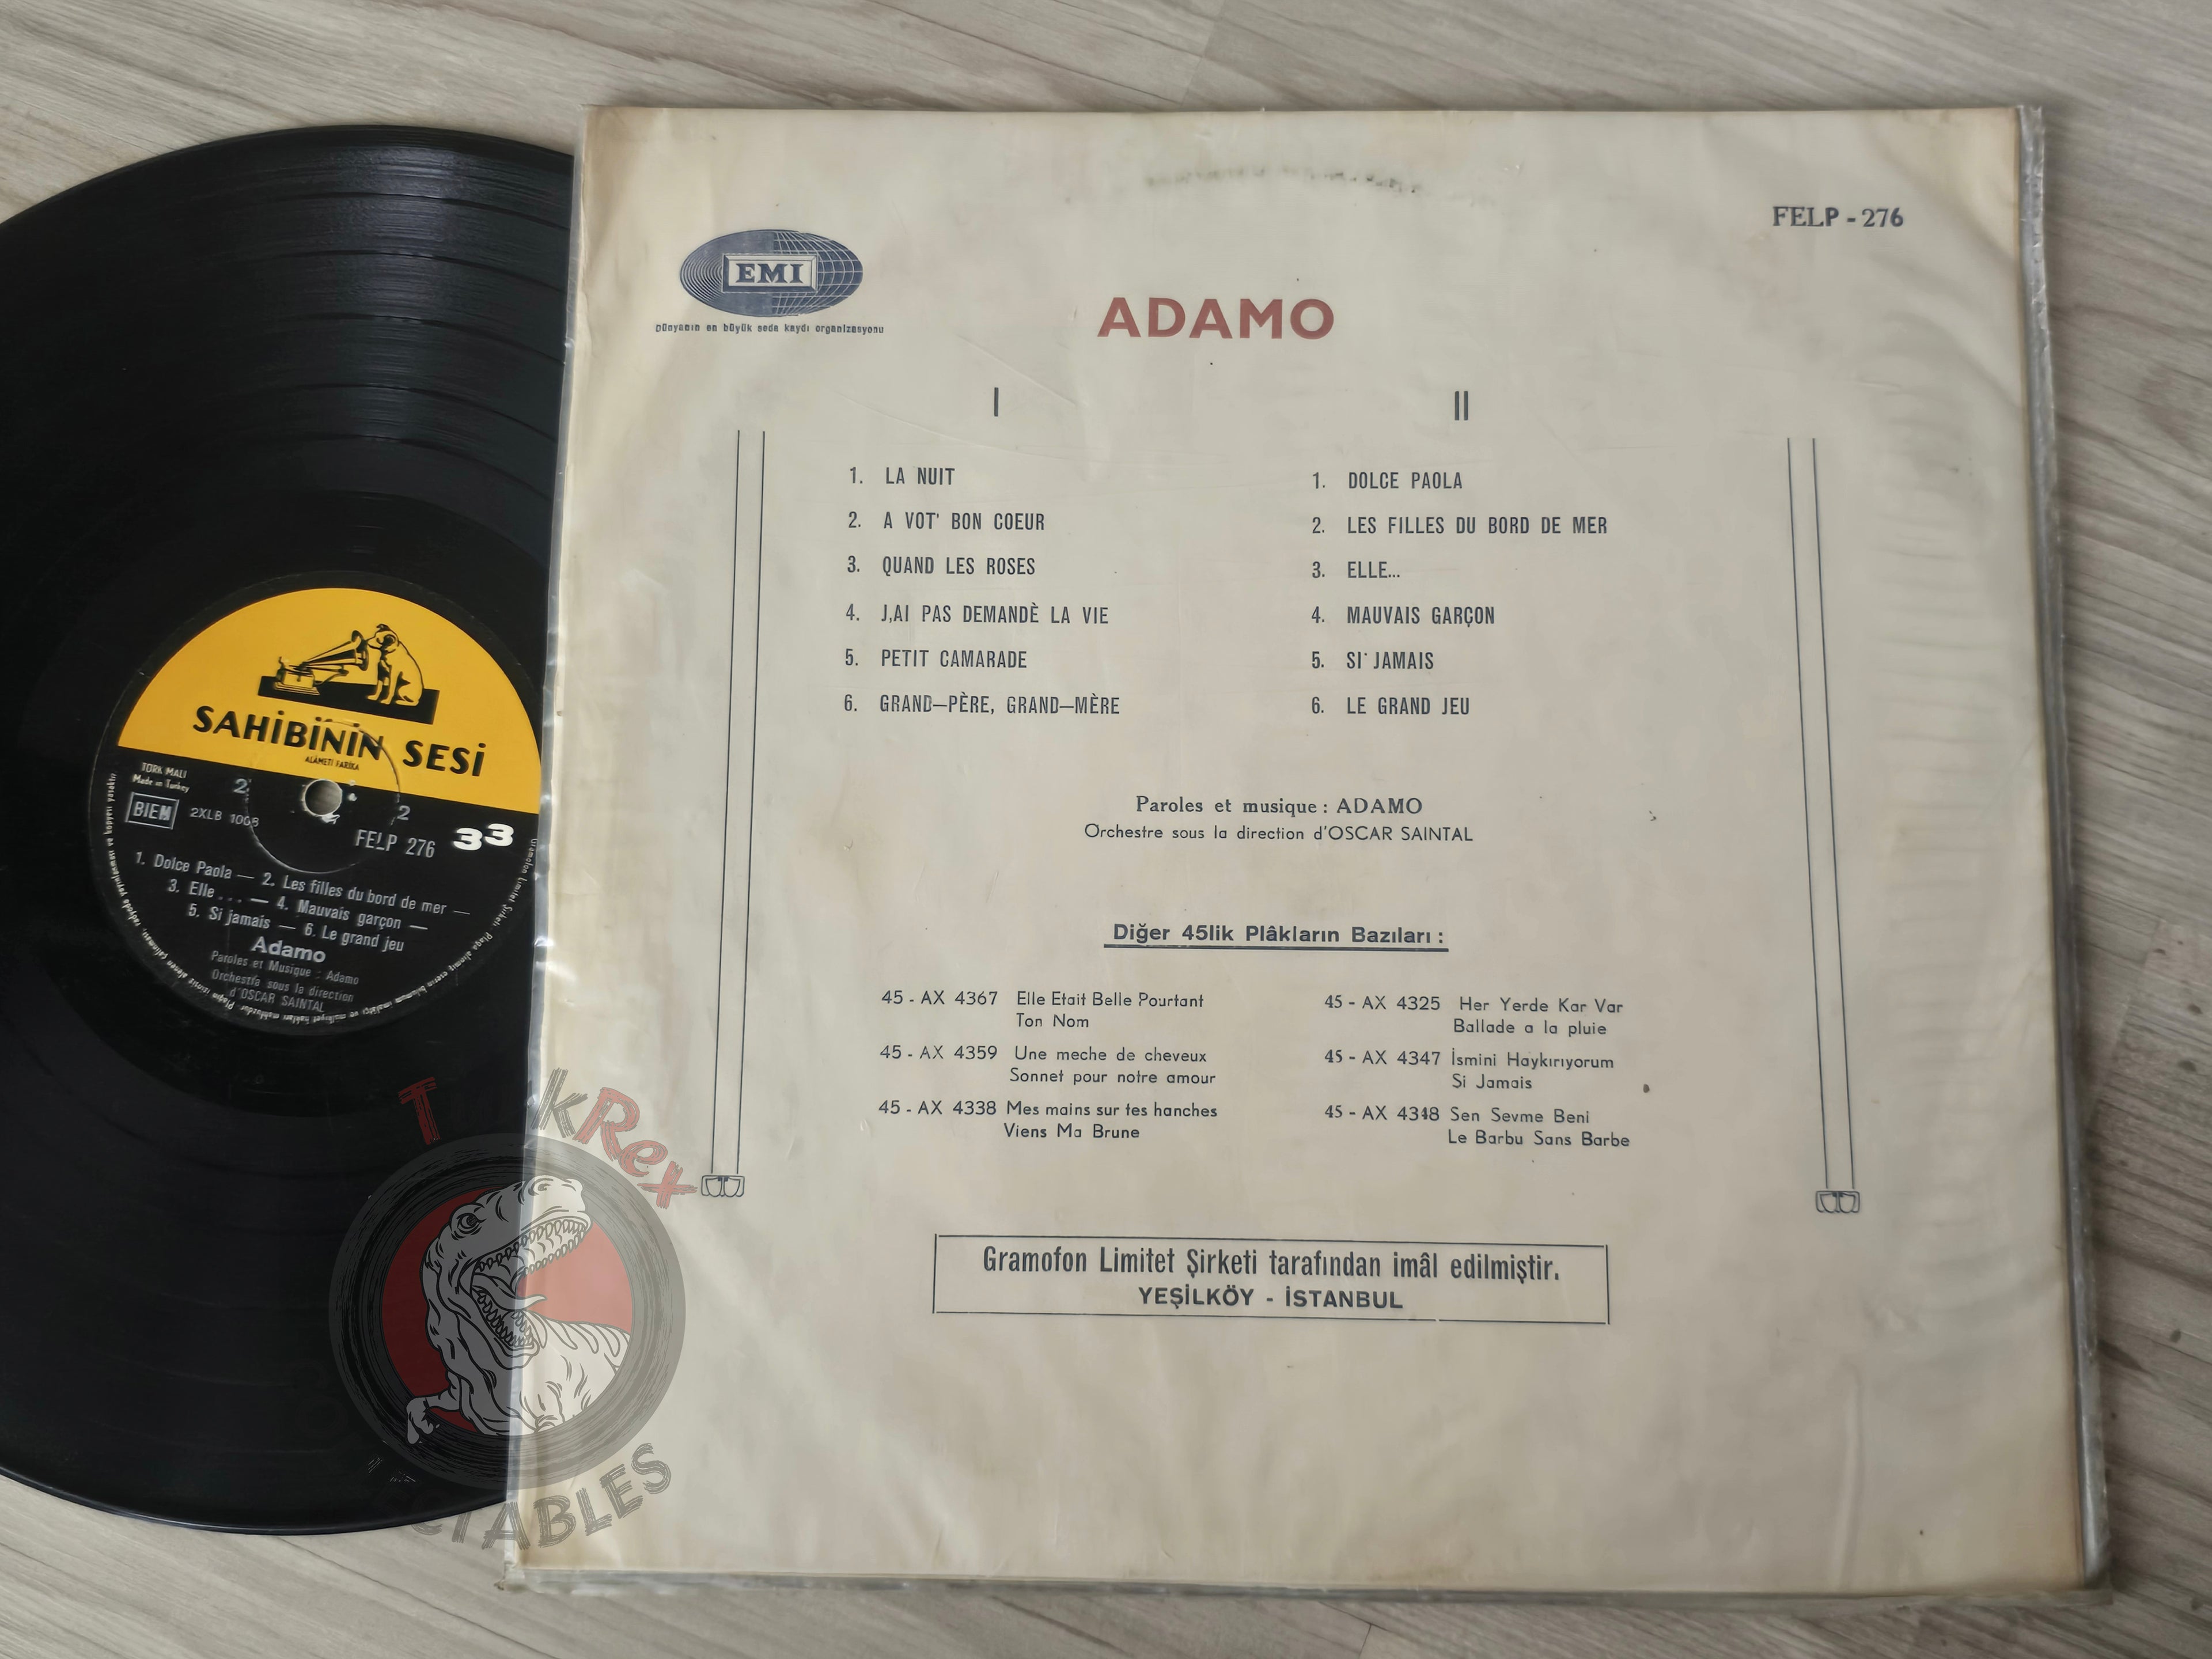 FELP - 276
EMI
Dünyanın en büyük seda kaydı organizasyonu
ADAMO
I
1. LA NUIT
2. A VOT' BON COEUR
3. QUAND LES ROSES
4. J,AI PAS DEMANDÈ LA VIE
5. PETIT CAMARADE
6. GRAND—PÈRE, GRAND—MÈRE
II
1. DOLCE PAOLA
2. LES FILLES DU BORD DE MER
3. ELLE...
4. MAUVAIS GARÇON
5. SI' JAMAIS
6. LE GRAND JEU
Paroles et musique : ADAMO
Orchestre sous la direction d'OSCAR SAINTAL
Diğer 45lik Plâkların Bazıları :
45 - AX 4367 Elle Etait Belle Pourtant
Ton Nom
45 - AX 4359 Une meche de cheveux
Sonnet pour notre amour
45 - AX 4338 Mes mains sur tes hanches
Viens Ma Brune
45 - AX 4325 Her Yerde Kar Var
Ballade a la pluie
45 - AX 4347 İsmini Haykırıyorum
Si Jamais
45 - AX 4348 Sen Sevme Beni
Le Barbu Sans Barbe
Gramofon Limitet Şirketi tarafından imâl edilmiştir.
YEŞİLKÖY - İSTANBUL
SAHİBİNİN SESİ
ALÂMETİ FARİKA
TÜRK MALI
Made in Turkey
2
BIEM
2XLB 1008
2
FELP 276
33
1. Dolce Paola — 2. Les filles du bord de mer —
3. Elle . . . — 4. Mauvais garçon —
5. Si jamais — 6. Le grand jeu
Adamo
Paroles et Musique : Adamo
Orchestra sous la direction
d'OSCAR SAINTAL